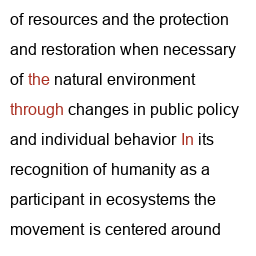 of resources and the protection
and restoration when necessary
of the natural environment
through changes in public policy
and individual behavior In its
recognition of humanity as a
participant in ecosystems the
movement is centered around